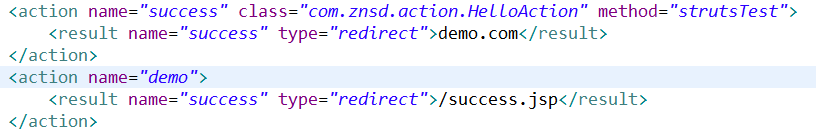 <action name="success" class="com.znsd.action.HelloAction" method="strutsTest">
<result name="success" type="redirect">demo.com</result>
</action>
<action name="demo">
<result name="success" type="redirect">/success.jsp</result>
</action>